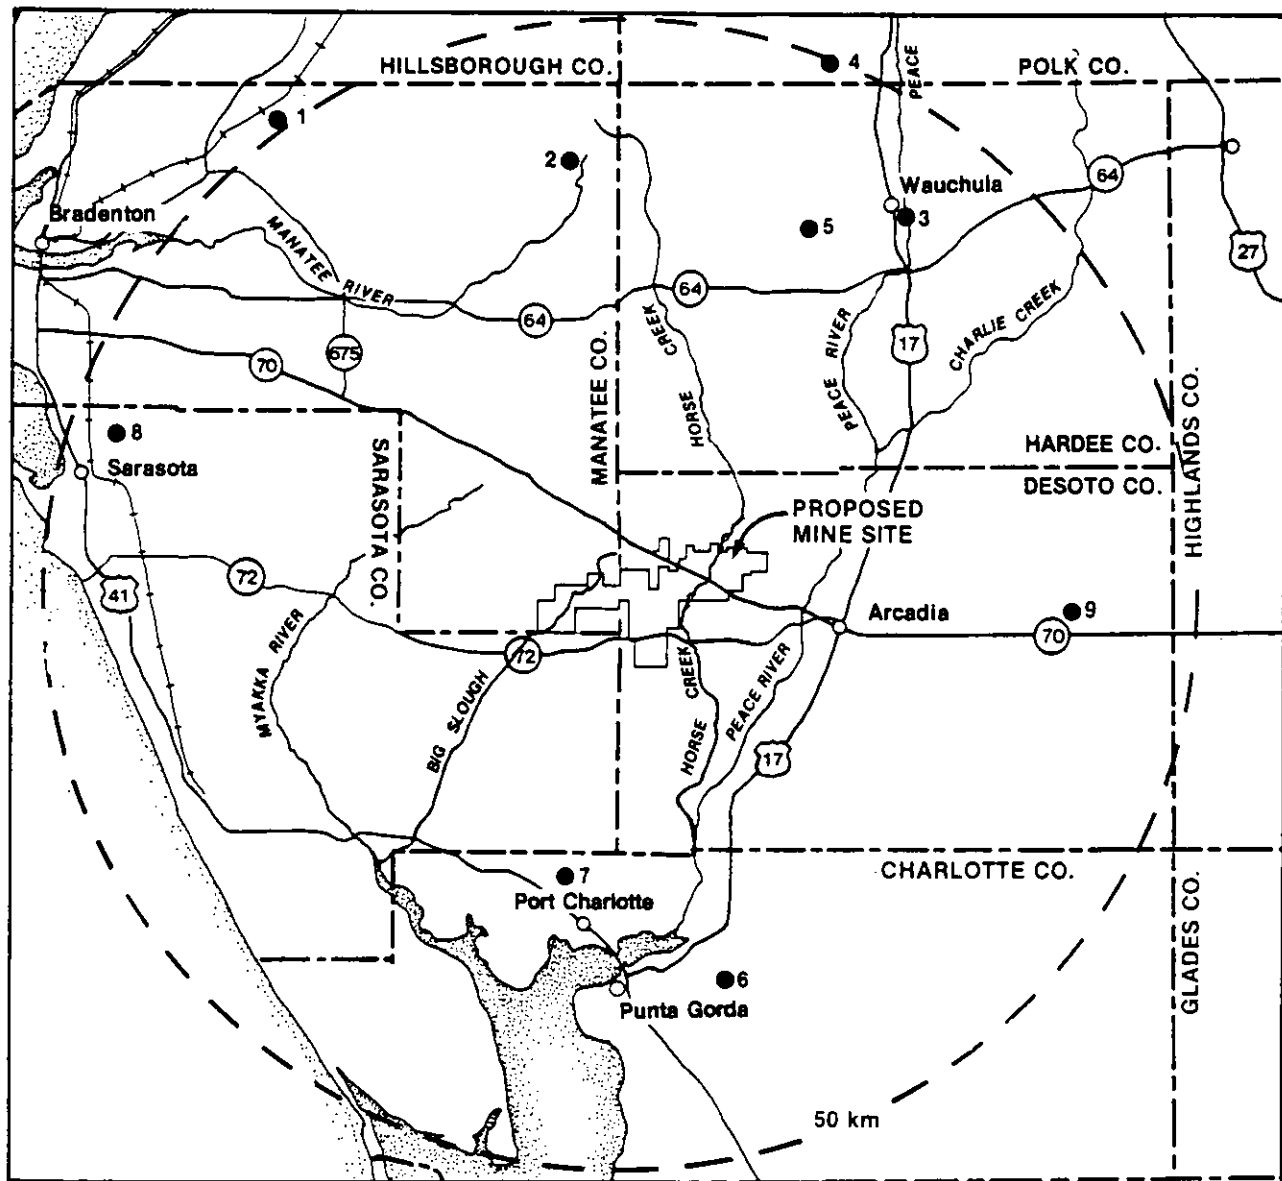 HILLSBOROUGH CO.
4
PEACE
POLK CO.
1
2
64
Wauchula
3
Bradenton
5
27
MANATEE RIVER
64
64
CREEK
HORSE
MANATEE CO.
PEACE RIVER
17
CHARLIE CREEK
675
70
HIGHLANDS CO.
8
Sarasota
SARASOTA CO.
HARDEE CO.
DESOTO CO.
PROPOSED
MINE SITE
72
41
Arcadia
9
70
MYAKKA RIVER
72
BIG SLOUGH
CREEK
HORSE
PEACE RIVER
17
CHARLOTTE CO.
7
Port Charlotte
GLADES CO.
6
Punta Gorda
50 km